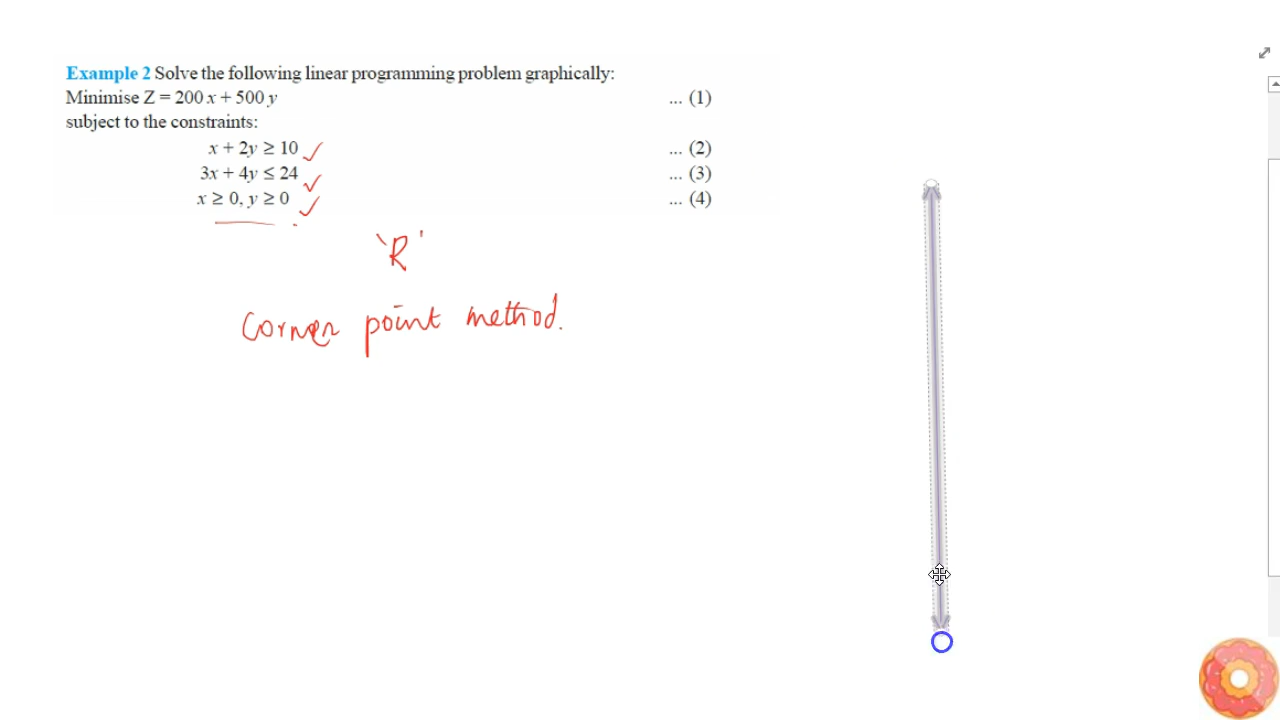 Example 2 Solve the following linear programming problem graphically:
Minimise Z = 200 x + 500 y ... (1)
subject to the constraints:
x + 2y ≥ 10 ... (2)
3x + 4y ≤ 24 ... (3)
x ≥ 0, y ≥ 0 ... (4)
'R'
Corner point method.